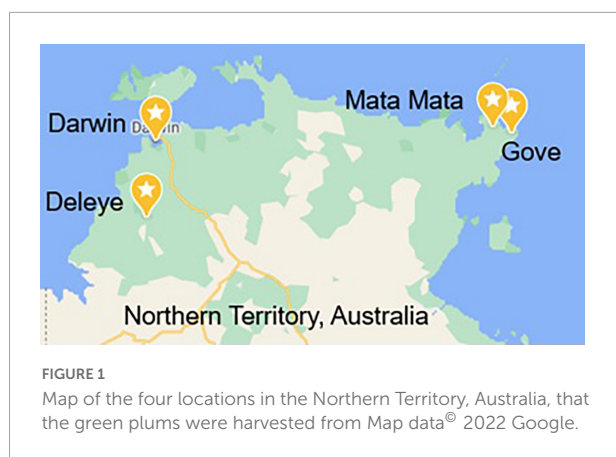 Mata Mata
Darwin Darwin
Gove
Deleye
Northern Territory, Australia
FIGURE 1
Map of the four locations in the Northern Territory, Australia, that
the green plums were harvested from Map data© 2022 Google.